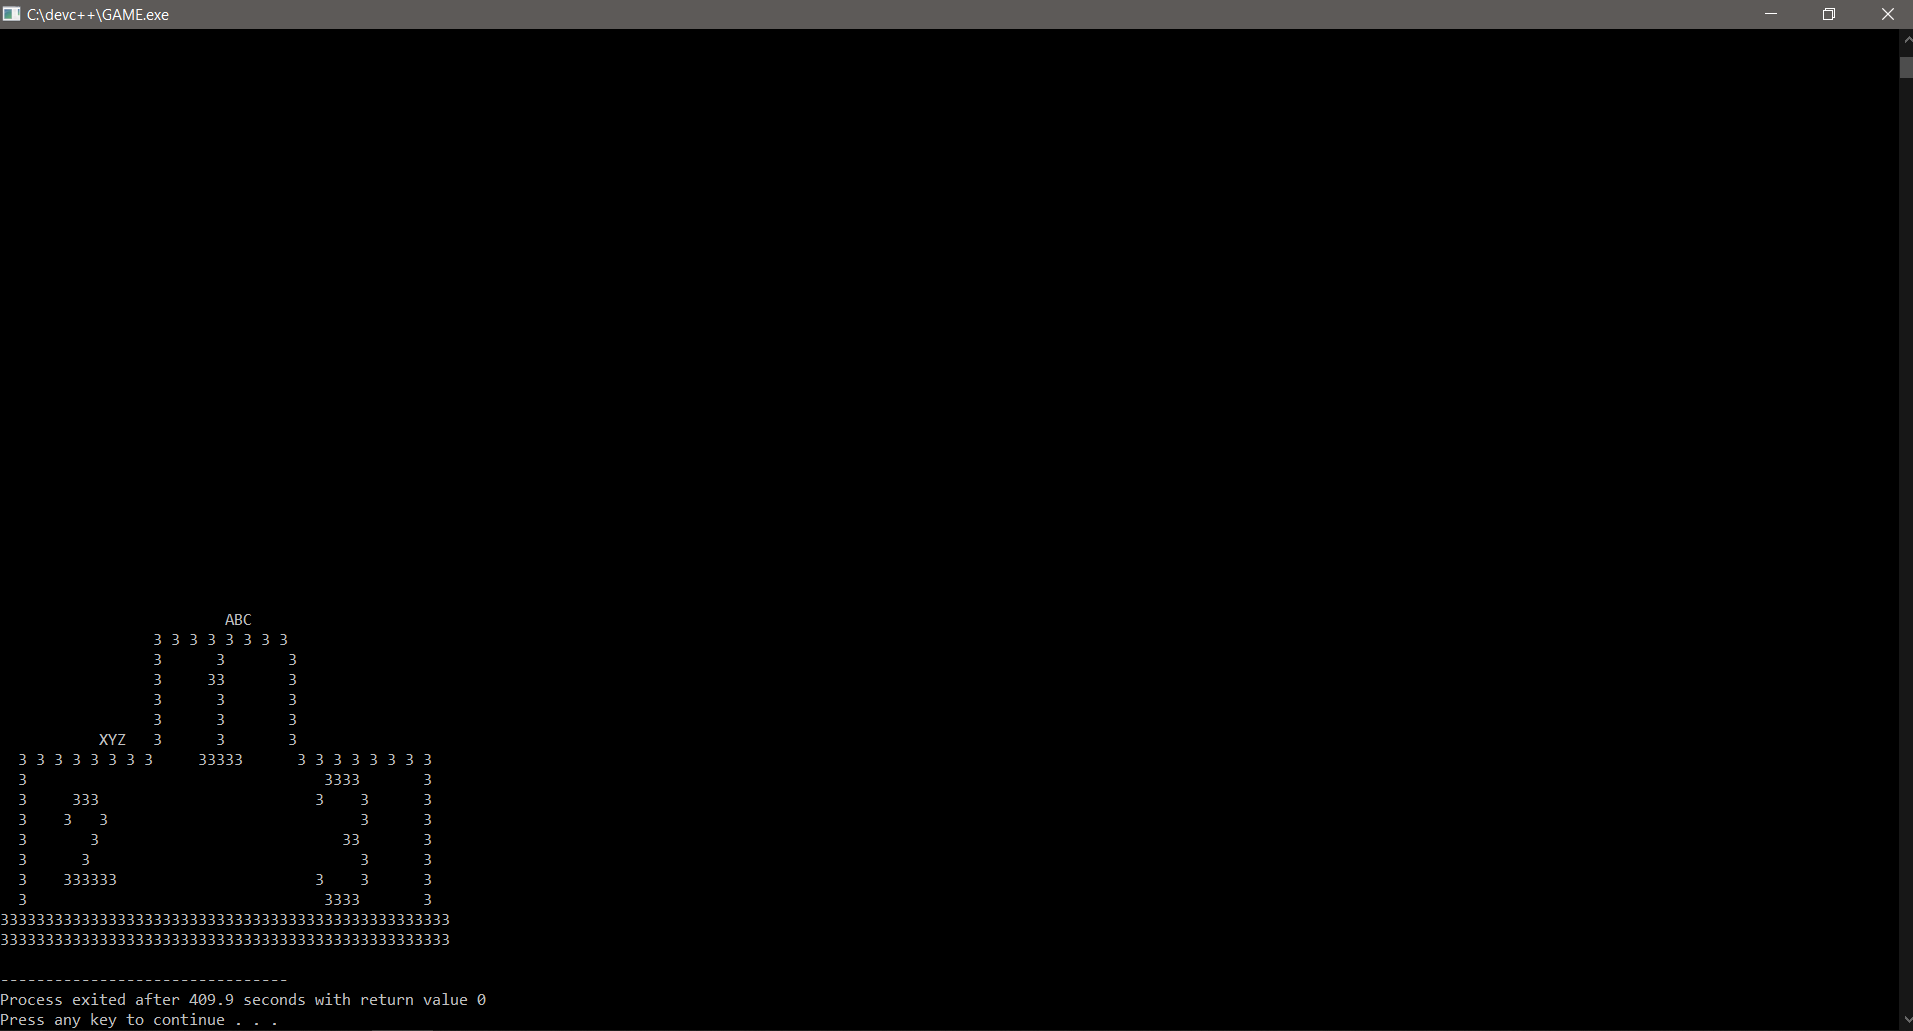 C:\devc++\GAME.exe
                         ABC
                 3 3 3 3 3 3 3 3
                 3      3       3
                 3     33       3
                 3      3       3
                 3      3       3
           XYZ   3      3       3
  3 3 3 3 3 3 3 3     33333      3 3 3 3 3 3 3 3
  3                                 3333       3
  3     333                        3    3      3
  3    3   3                            3      3
  3       3                           33       3
  3      3                              3      3
  3    333333                      3    3      3
  3                                 3333       3
33333333333333333333333333333333333333333333333333
33333333333333333333333333333333333333333333333333
--------------------------------
Process exited after 409.9 seconds with return value 0
Press any key to continue . . .